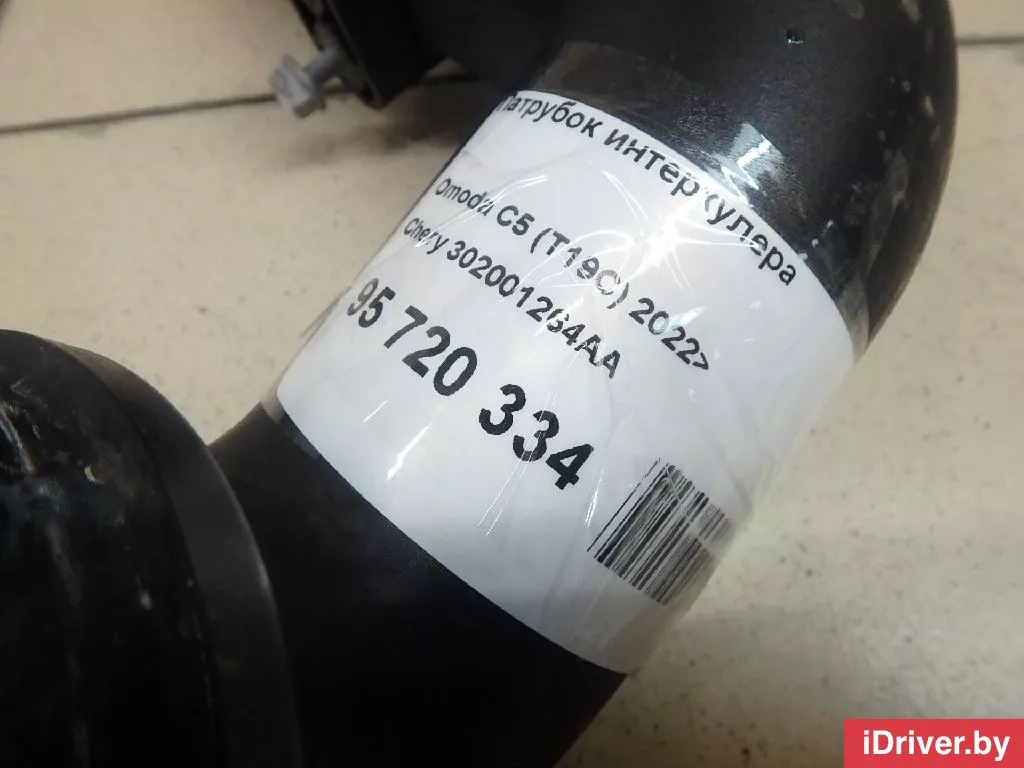 Патрубок интеркулера
Omoda C5 (T19C) 2022>
Chery 302001264AA
95 720 334
iDriver.by